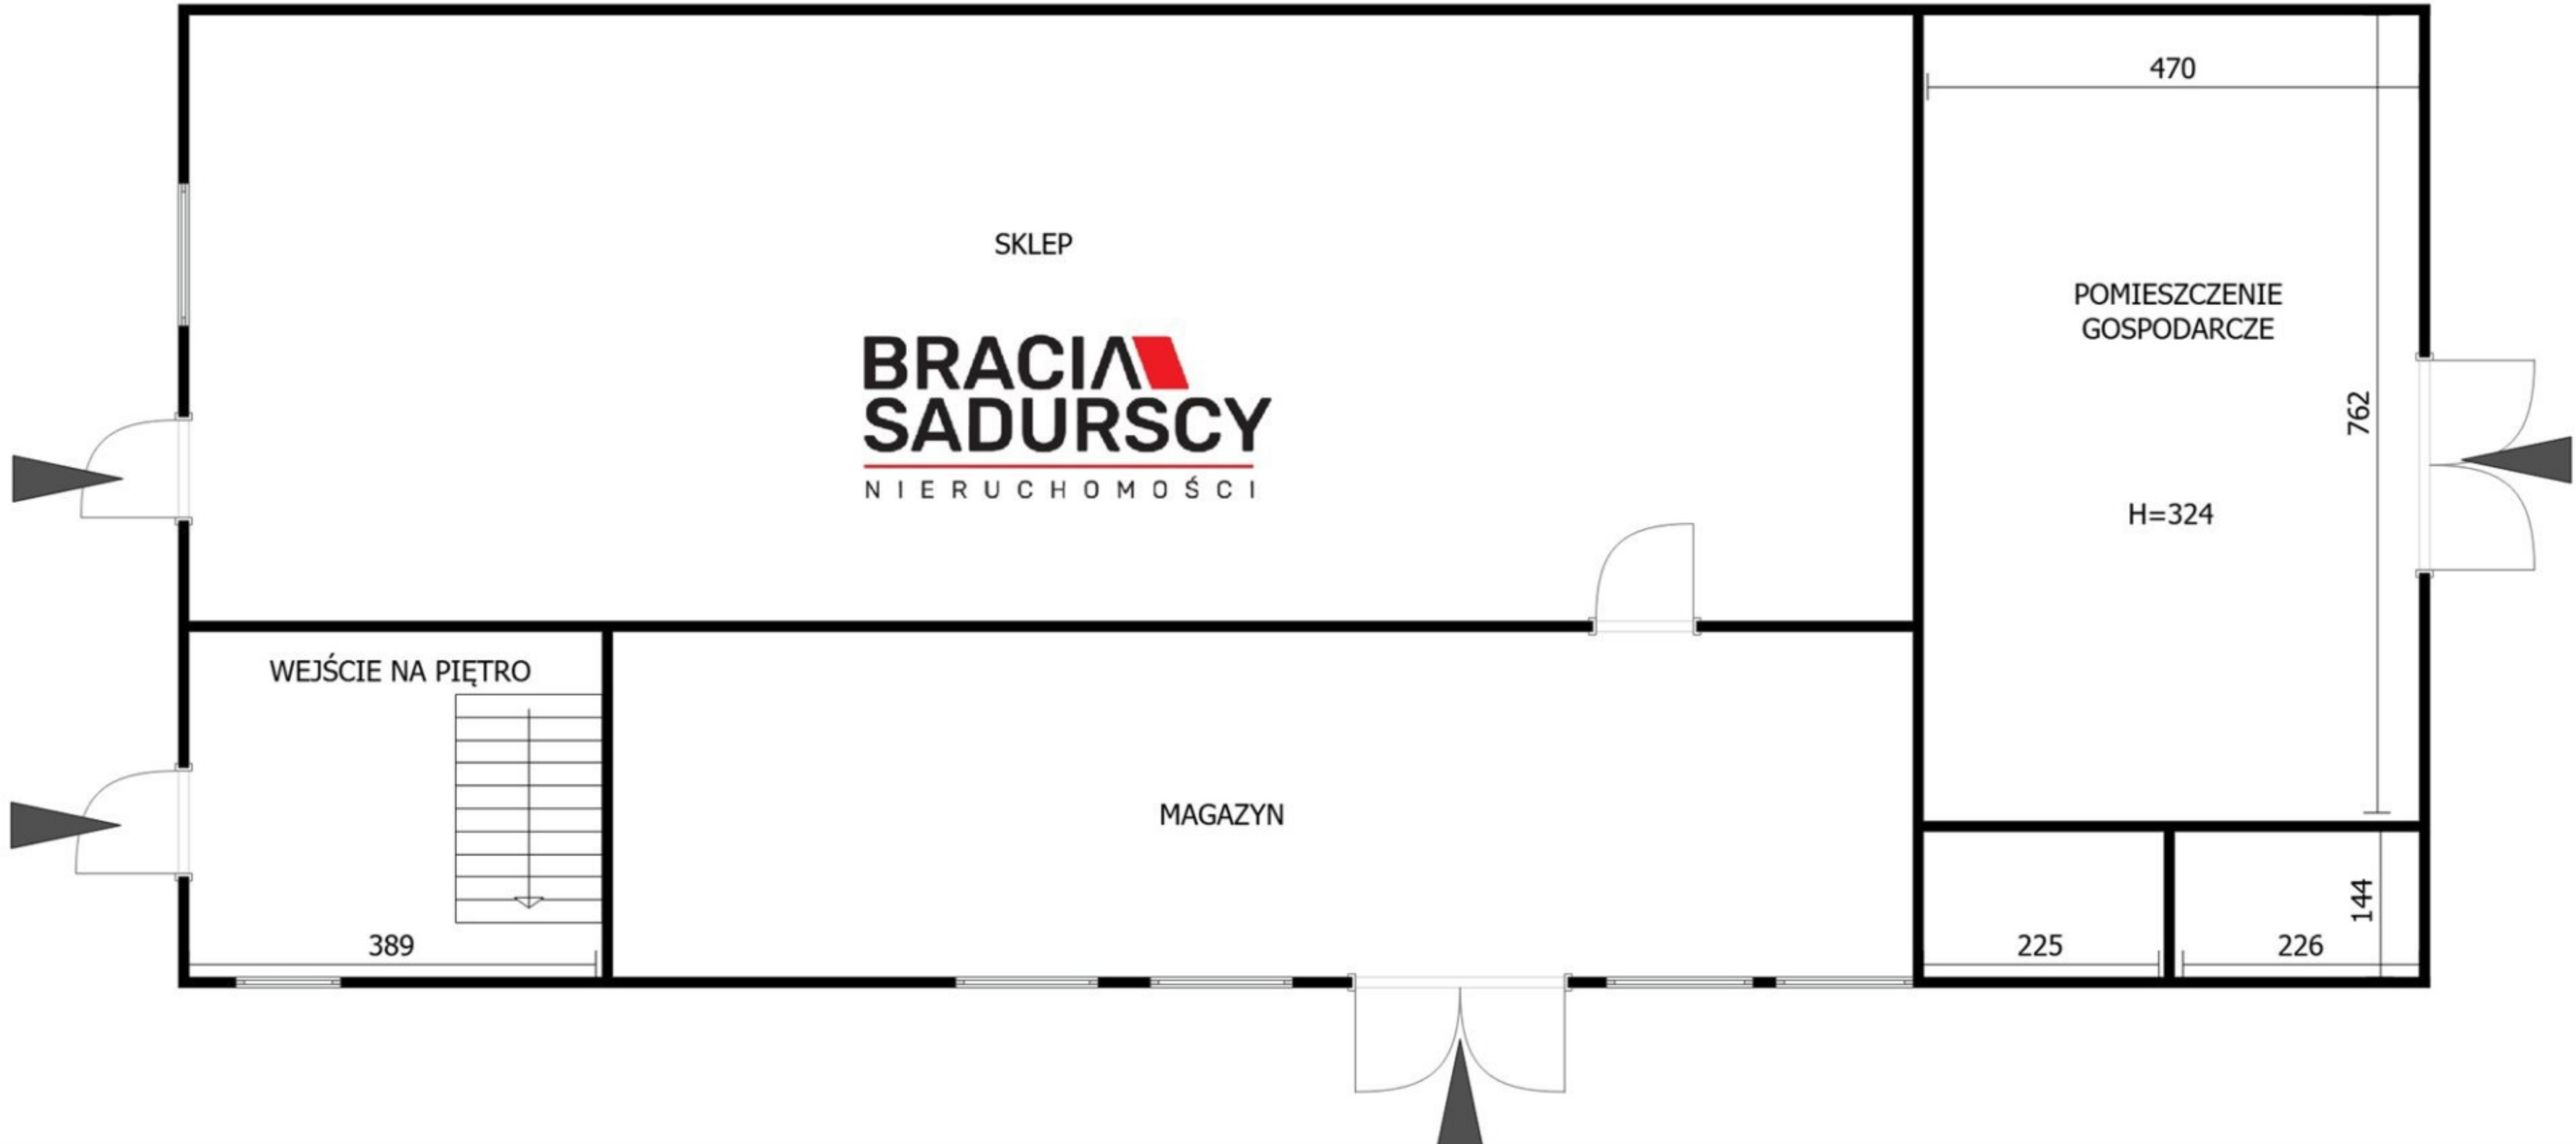 470
SKLEP
POMIESZCZENIE
GOSPODARCZE
BRACIA
SADURSCY
NIERUCHOMOŚCI
762
H=324
WEJŚCIE NA PIĘTRO
MAGAZYN
144
389
225
226